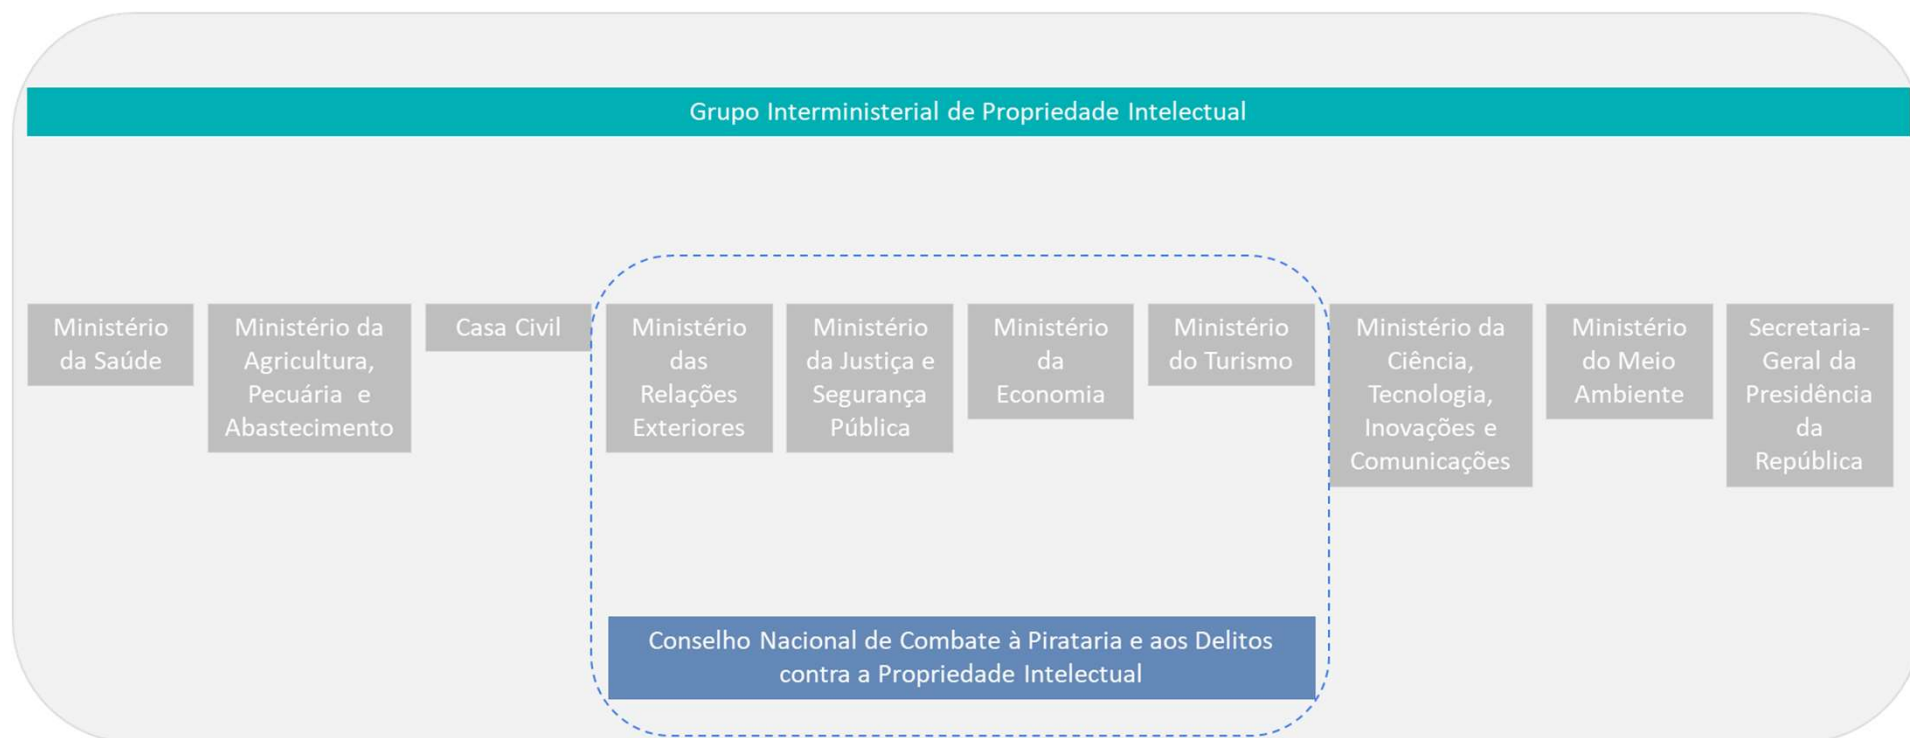 Grupo Interministerial de Propriedade Intelectual
Ministério
da Saúde
Ministério da
Agricultura,
Pecuária e
Abastecimento
Casa Civil
Ministério
das
Relações
Exteriores
Ministério
da Justiça e
Segurança
Pública
Ministério
da
Economia
Ministério
do Turismo
Ministério da
Ciência,
Tecnologia,
Inovações e
Comunicações
Ministério
do Meio
Ambiente
Secretaria-
Geral da
Presidência
da
República
Conselho Nacional de Combate à Pirataria e aos Delitos
contra a Propriedade Intelectual